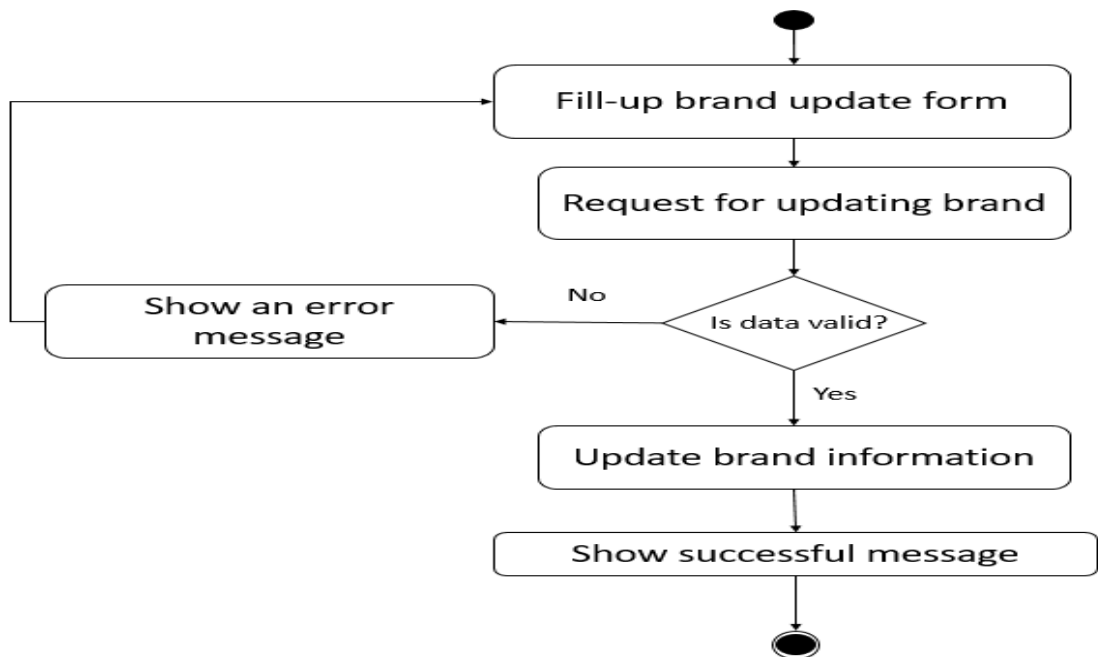 Fill-up brand update form
Request for updating brand
Show an error
message
No
Is data valid?
Yes
Update brand information
Show successful message